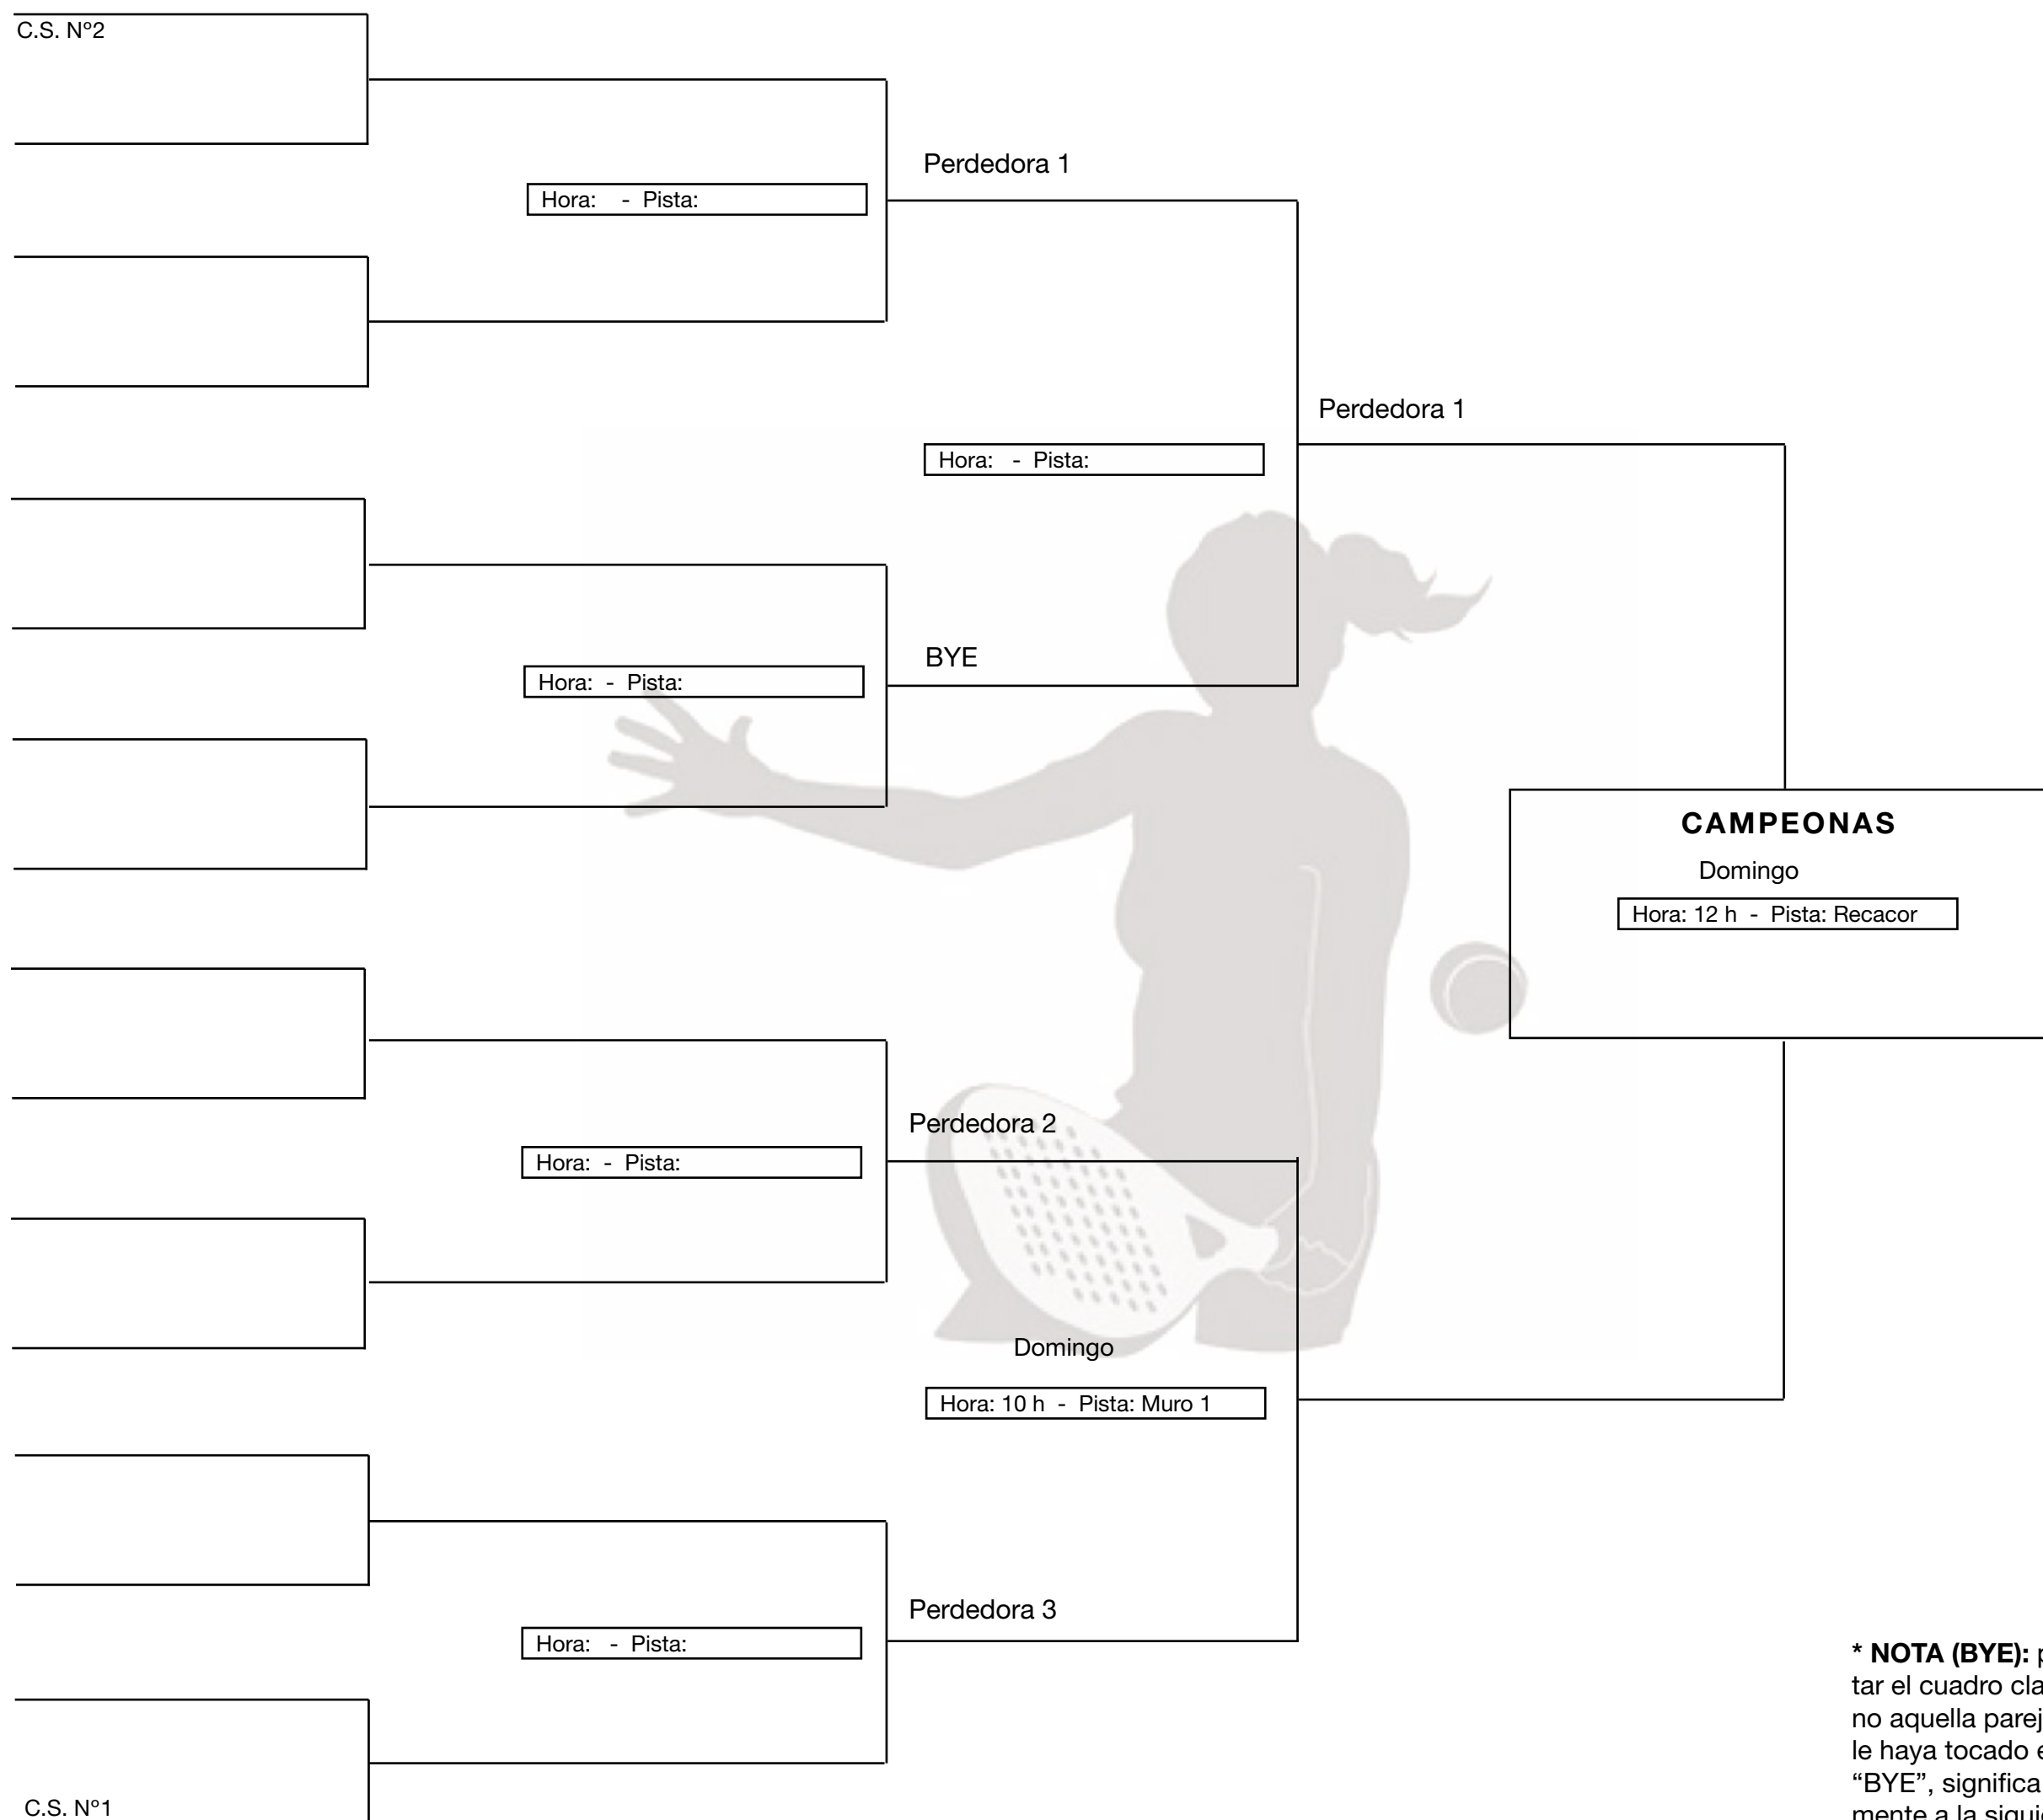 C.S. Nº2
Perdedora 1
Hora: - Pista:
Perdedora 1
Hora: - Pista:
BYE
Hora: - Pista:
CAMPEONAS
Domingo
Hora: 12 h - Pista: Recacor
Perdedora 2
Hora: - Pista:
Domingo
Hora: 10 h - Pista: Muro 1
Perdedora 3
Hora: - Pista:
C.S. Nº1
* NOTA (BYE):
tar el cuadro
no aquella
le haya tocado
“BYE”, significa
mente a la